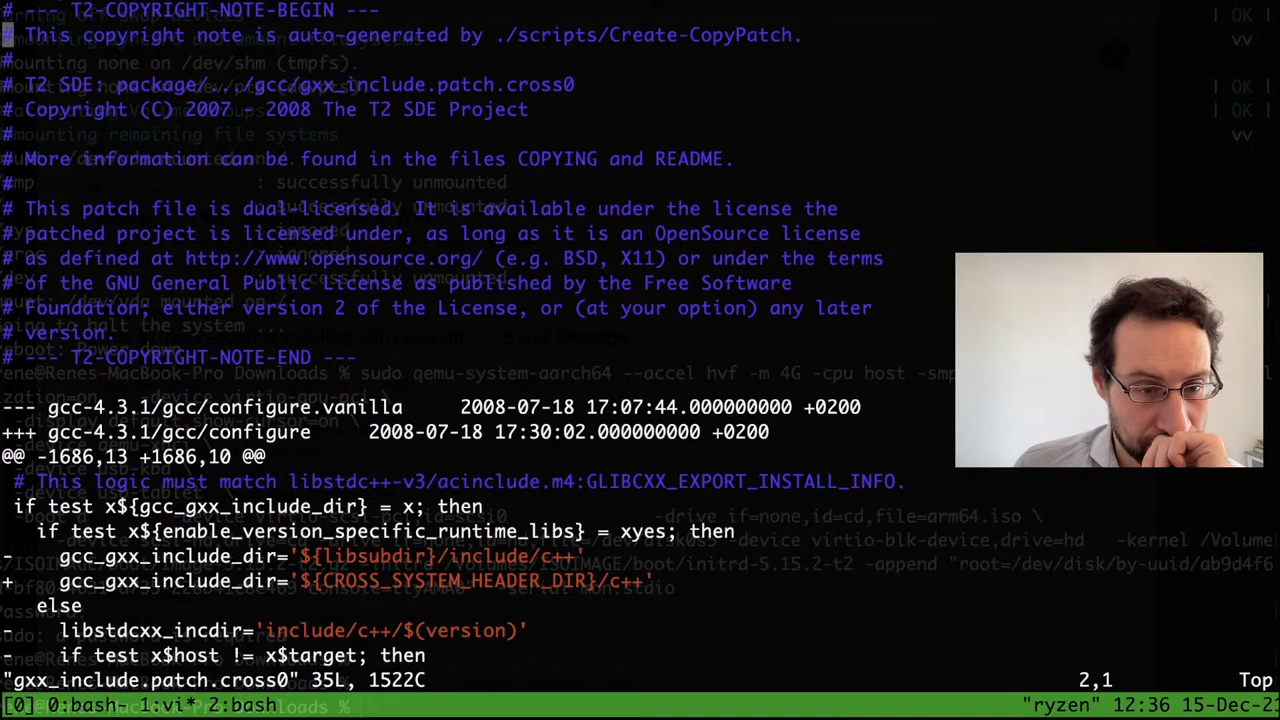 # --- T2-COPYRIGHT-NOTE-BEGIN ---
# This copyright note is auto-generated by ./scripts/Create-CopyPatch.
#
# T2 SDE: package/.../gcc/gxx_include.patch.cross0
# Copyright (C) 2007 - 2008 The T2 SDE Project
#
# More information can be found in the files COPYING and README.
#
# This patch file is dual-licensed. It is available under the license the
# patched project is licensed under, as long as it is an OpenSource license
# as defined at http://www.opensource.org/ (e.g. BSD, X11) or under the terms
# of the GNU General Public License as published by the Free Software
# Foundation; either version 2 of the License, or (at your option) any later
# version.
# --- T2-COPYRIGHT-NOTE-END ---
--- gcc-4.3.1/gcc/configure.vanilla 2008-07-18 17:07:44.000000000 +0200
+++ gcc-4.3.1/gcc/configure 2008-07-18 17:30:02.000000000 +0200
@@ -1686,13 +1686,10 @@
# This logic must match libstdc++-v3/acinclude.m4:GLIBCXX_EXPORT_INSTALL_INFO.
if test x${gcc_gxx_include_dir} = x; then
if test x${enable_version_specific_runtime_libs} = xyes; then
- gcc_gxx_include_dir='${libsubdir}/include/c++'
+ gcc_gxx_include_dir='${CROSS_SYSTEM_HEADER_DIR}/c++'
else
- libstdcxx_incdir='include/c++/$(version)'
- if test x$host != x$target; then
"gxx_include.patch.cross0" 35L, 1522C 2,1 Top
[0] 0:bash- 1:vi* 2:bash "ryzen" 12:36 15-Dec-21